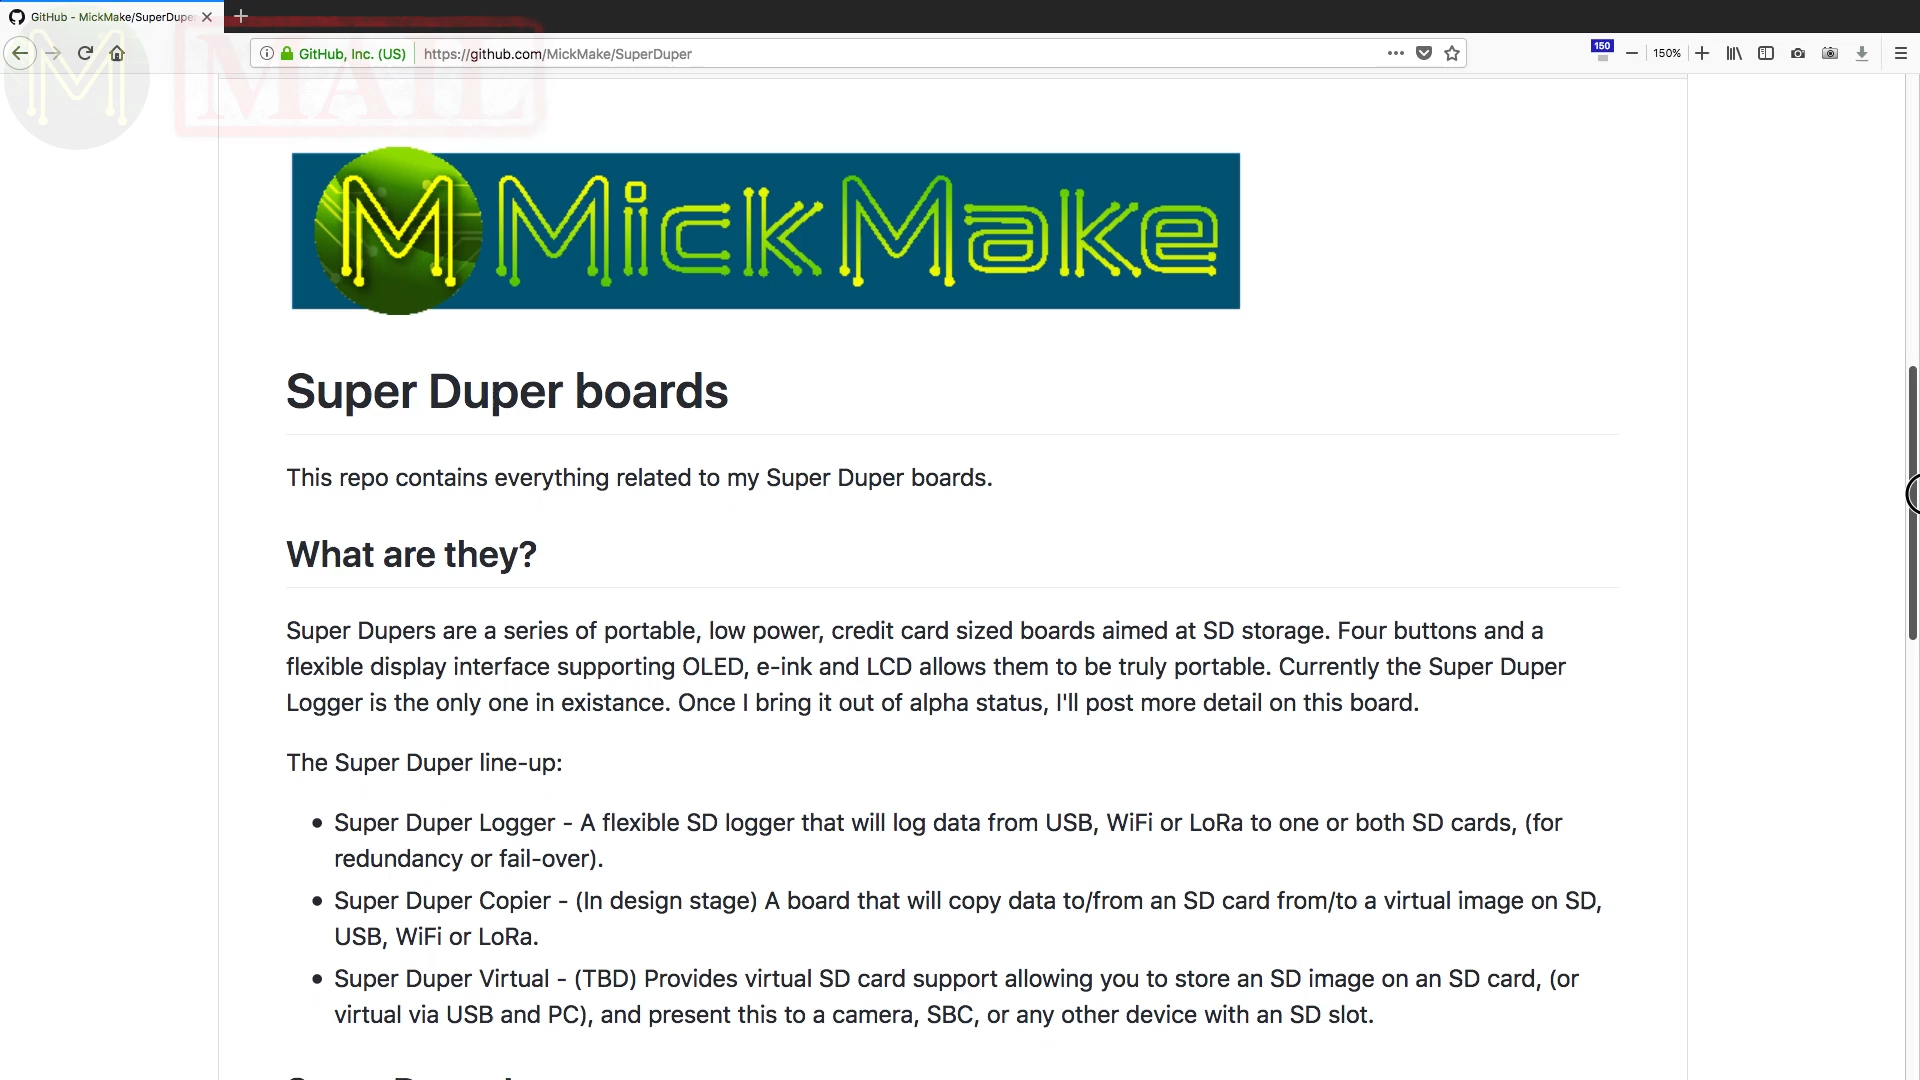 GitHub - MickMake/SuperDupe
GitHub, Inc. (US) https://github.com/MickMake/SuperDuper
150
150%
M
MAIL
M MickMake
Super Duper boards
This repo contains everything related to my Super Duper boards.
What are they?
Super Dupers are a series of portable, low power, credit card sized boards aimed at SD storage. Four buttons and a
flexible display interface supporting OLED, e-ink and LCD allows them to be truly portable. Currently the Super Duper
Logger is the only one in existance. Once I bring it out of alpha status, I'll post more detail on this board.
The Super Duper line-up:
• Super Duper Logger - A flexible SD logger that will log data from USB, WiFi or LoRa to one or both SD cards, (for
redundancy or fail-over).
• Super Duper Copier - (In design stage) A board that will copy data to/from an SD card from/to a virtual image on SD,
USB, WiFi or LoRa.
• Super Duper Virtual - (TBD) Provides virtual SD card support allowing you to store an SD image on an SD card, (or
virtual via USB and PC), and present this to a camera, SBC, or any other device with an SD slot.